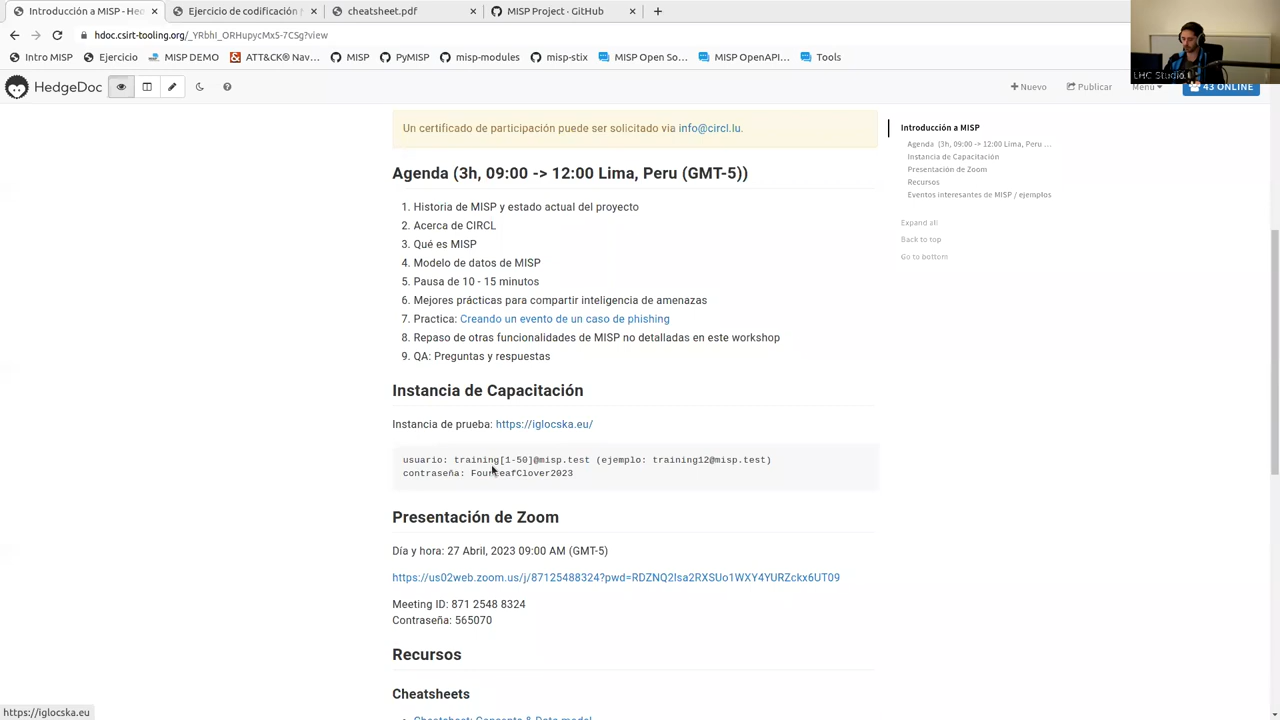 Introducción a MISP - Hed
Ejercicio de codificación
cheatsheet.pdf
MISP Project · GitHub
hdoc.csirt-tooling.org/_YRbhI_ORHupycMx5-7CSg?view
Intro MISP
Ejercicio
MISP DEMO
ATT&CK® Nav…
MISP
PyMISP
misp-modules
misp-stix
MISP Open So…
MISP OpenAPI…
Tools
LHC Studio 1
HedgeDoc
Nuevo
Publicar
Menú
43 ONLINE
Un certificado de participación puede ser solicitado via info@circl.lu.
Agenda (3h, 09:00 -> 12:00 Lima, Peru (GMT-5))
1. Historia de MISP y estado actual del proyecto
2. Acerca de CIRCL
3. Qué es MISP
4. Modelo de datos de MISP
5. Pausa de 10 - 15 minutos
6. Mejores prácticas para compartir inteligencia de amenazas
7. Practica: Creando un evento de un caso de phishing
8. Repaso de otras funcionalidades de MISP no detalladas en este workshop
9. QA: Preguntas y respuestas
Instancia de Capacitación
Instancia de prueba: https://iglocska.eu/
usuario: training[1-50]@misp.test (ejemplo: training12@misp.test)
contraseña: FourLeafClover2023
Presentación de Zoom
Día y hora: 27 Abril, 2023 09:00 AM (GMT-5)
https://us02web.zoom.us/j/87125488324?pwd=RDZNQ2lsa2RXSUo1WXY4YURZckx6UT09
Meeting ID: 871 2548 8324
Contraseña: 565070
Recursos
Cheatsheets
Cheatsheet: Concepts & Data model
Introducción a MISP
Agenda (3h, 09:00 -> 12:00 Lima, Peru …
Instancia de Capacitación
Presentación de Zoom
Recursos
Eventos interesantes de MISP / ejemplos
Expand all
Back to top
Go to bottom
https://iglocska.eu